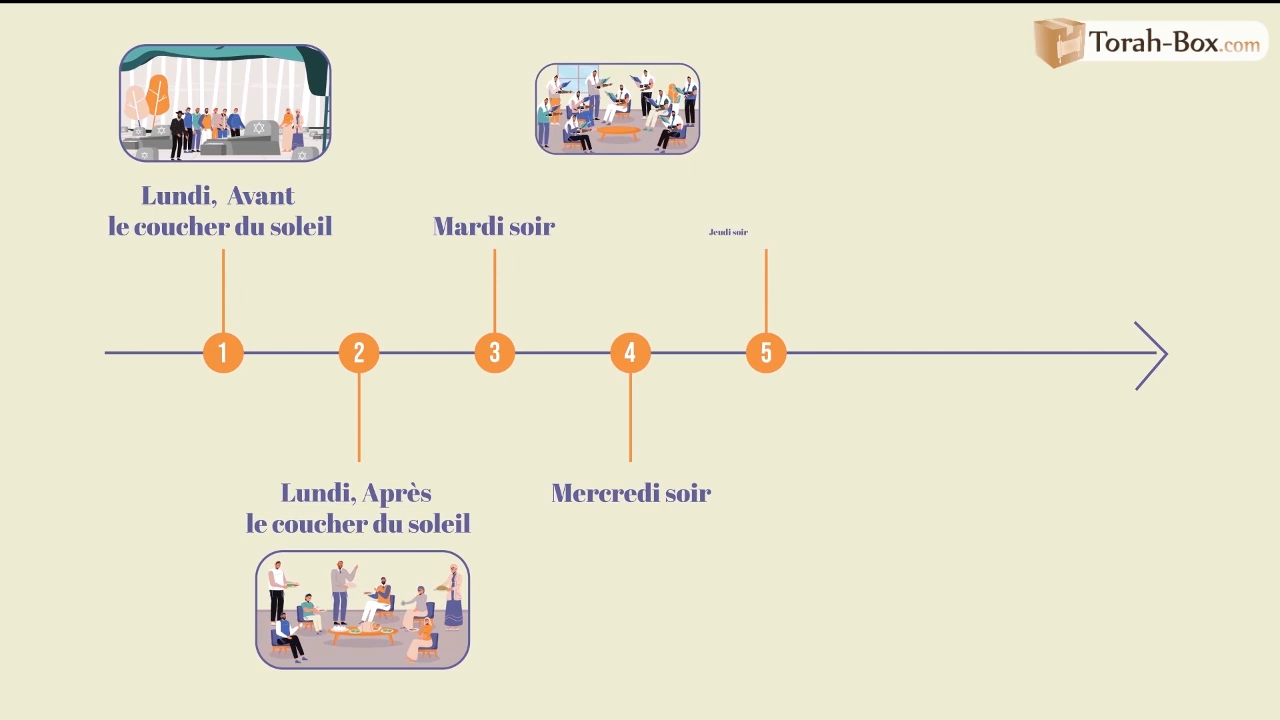 Torah-Box.com
Lundi, Avant
le coucher du soleil
Mardi soir
Jeudi soir
1
2
3
4
5
Lundi, Après
le coucher du soleil
Mercredi soir